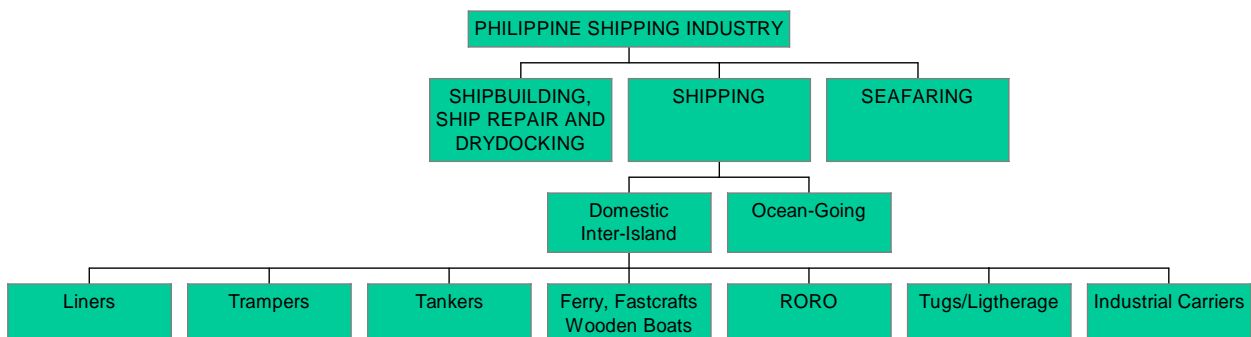 PHILIPPINE SHIPPING INDUSTRY
SHIPBUILDING,
SHIP REPAIR AND
DRYDOCKING
SHIPPING
SEAFARING
Domestic
Inter-Island
Ocean-Going
Liners
Trampers
Tankers
Ferry, Fastcrafts
Wooden Boats
RORO
Tugs/Ligtherage
Industrial Carriers